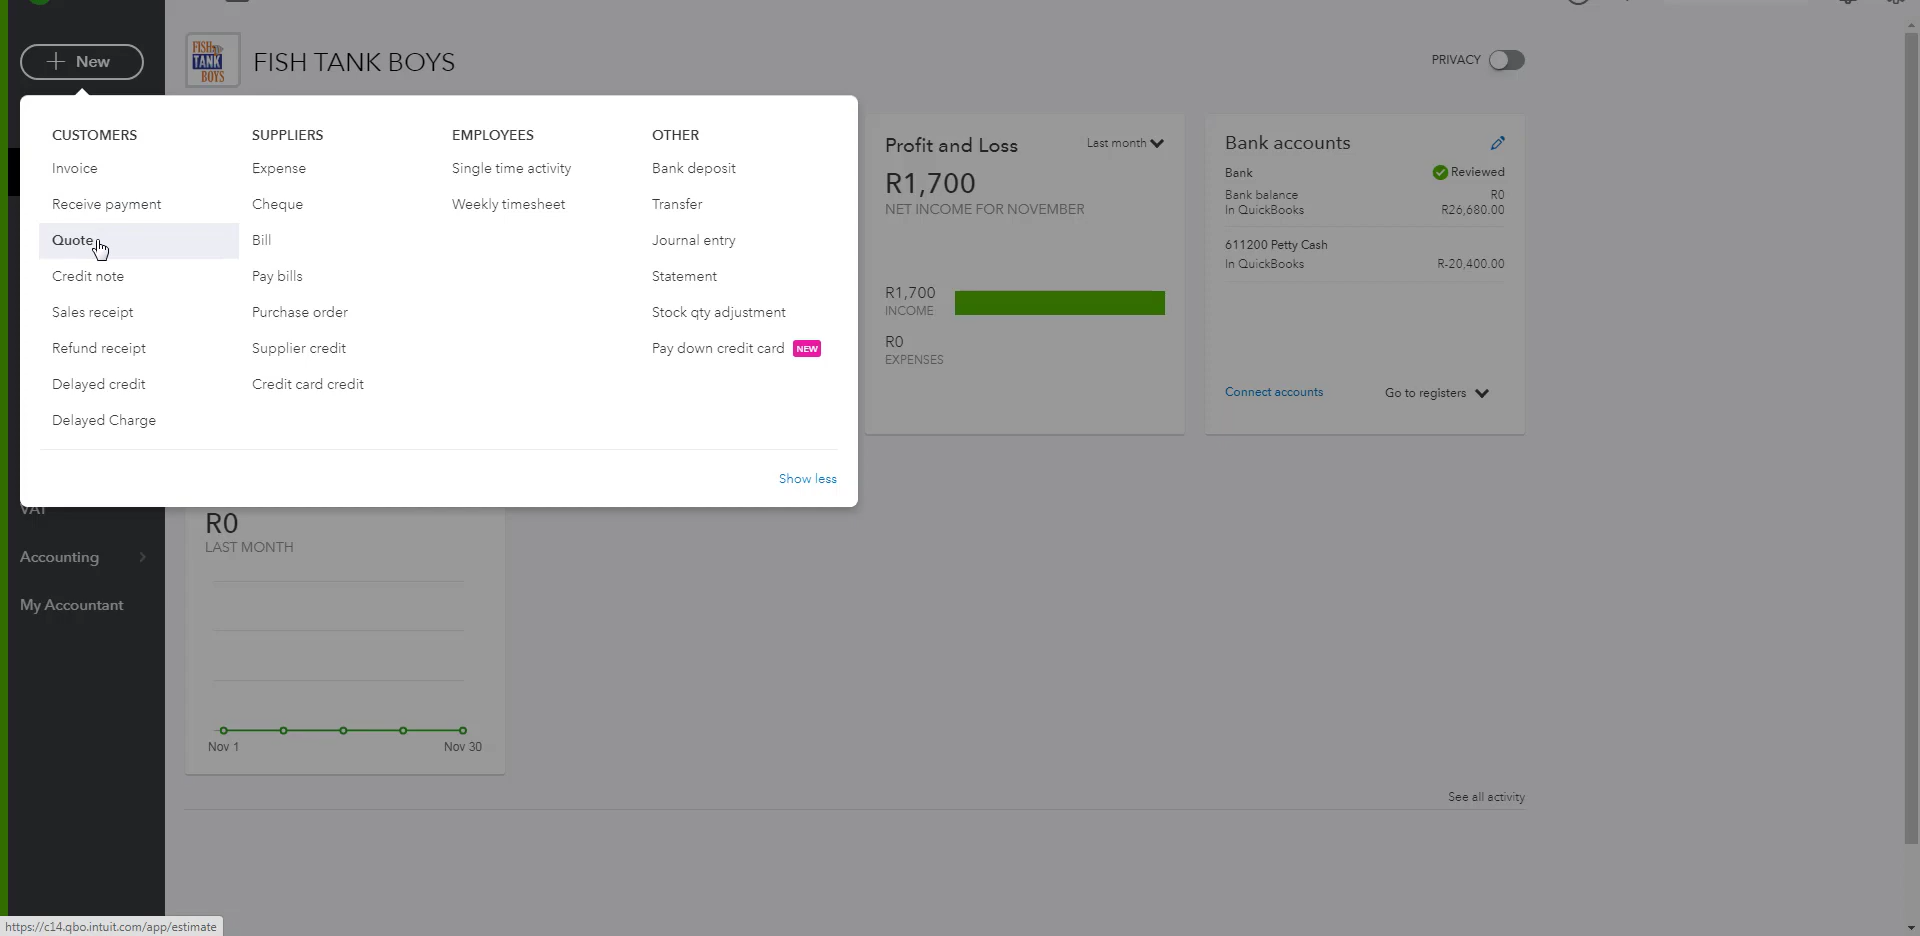 New
FISH TANK BOYS
FISH TANK BOYS
PRIVACY
CUSTOMERS
Invoice
Receive payment
Quote
Credit note
Sales receipt
Refund receipt
Delayed credit
Delayed Charge
SUPPLIERS
Expense
Cheque
Bill
Pay bills
Purchase order
Supplier credit
Credit card credit
EMPLOYEES
Single time activity
Weekly timesheet
OTHER
Bank deposit
Transfer
Journal entry
Statement
Stock qty adjustment
Pay down credit card NEW
Show less
Profit and Loss Last month
R1,700
NET INCOME FOR NOVEMBER
R1,700
INCOME
R0
EXPENSES
Bank accounts
Bank Reviewed
Bank balance R0
In QuickBooks R26,680.00
611200 Petty Cash
In QuickBooks R-20,400.00
Connect accounts Go to registers
VAT
Accounting
My Accountant
R0
LAST MONTH
Nov 1 Nov 30
See all activity
https://c14.qbo.intuit.com/app/estimate